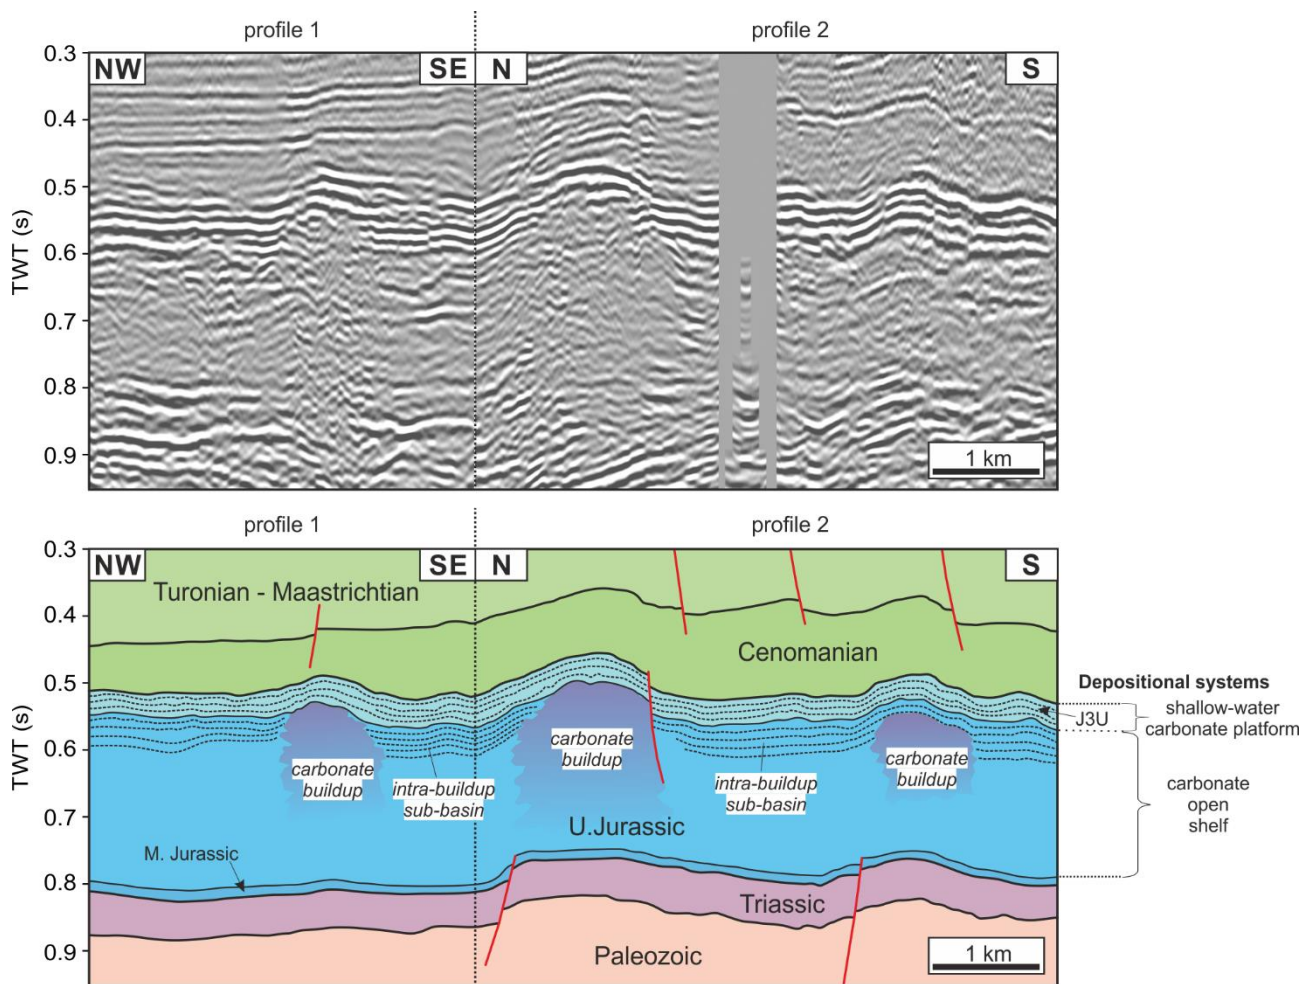 profile 1
profile 2
NW
SE
N
S
0.3
0.4
0.5
0.6
0.7
0.8
0.9
TWT (s)
1 km
profile 1
profile 2
NW
SE
N
S
0.3
0.4
0.5
0.6
0.7
0.8
0.9
TWT (s)
Turonian - Maastrichtian
Cenomanian
Depositional systems
shallow-water
carbonate platform
J3U
carbonate
buildup
intra-buildup
sub-basin
carbonate
buildup
intra-buildup
sub-basin
carbonate
buildup
carbonate
open
shelf
U.Jurassic
M. Jurassic
Triassic
Paleozoic
1 km